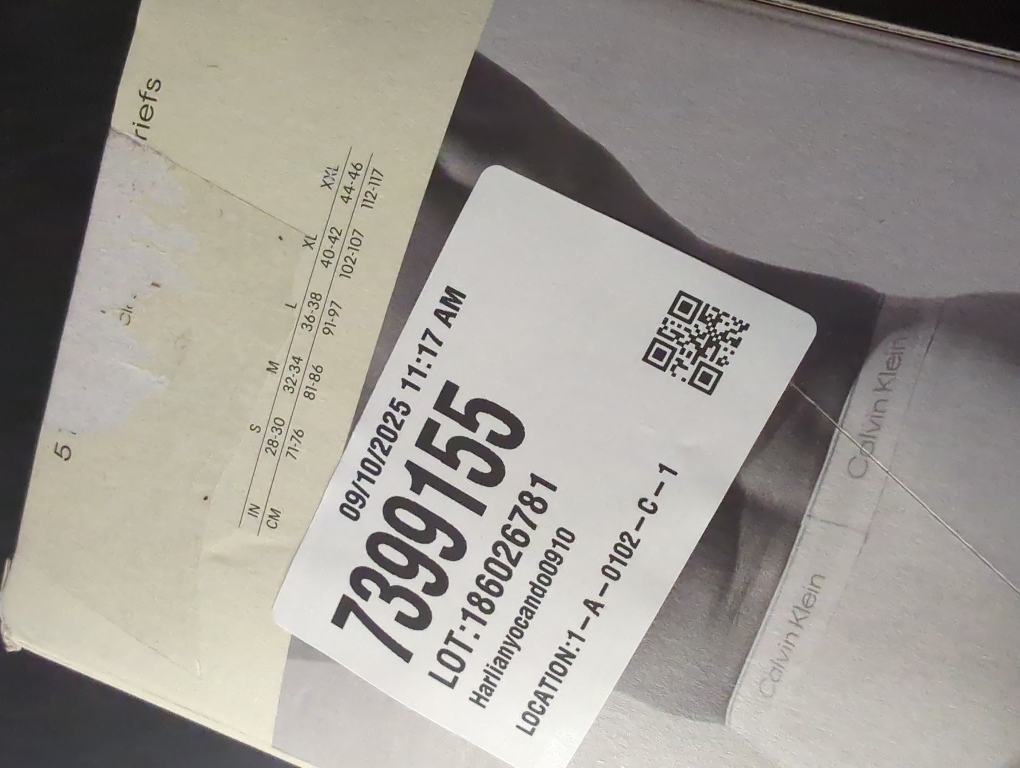 riefs
5
IN S M L XL XXL
28-30 32-34 36-38 40-42 44-46
CM 71-76 81-86 91-97 102-107 112-117
09/10/2025 11:17 AM
7399155
LOT:186026781
Harlianyocando0910
LOCATION:1-A-0102-C-1
Calvin Klein
Calvin Klein